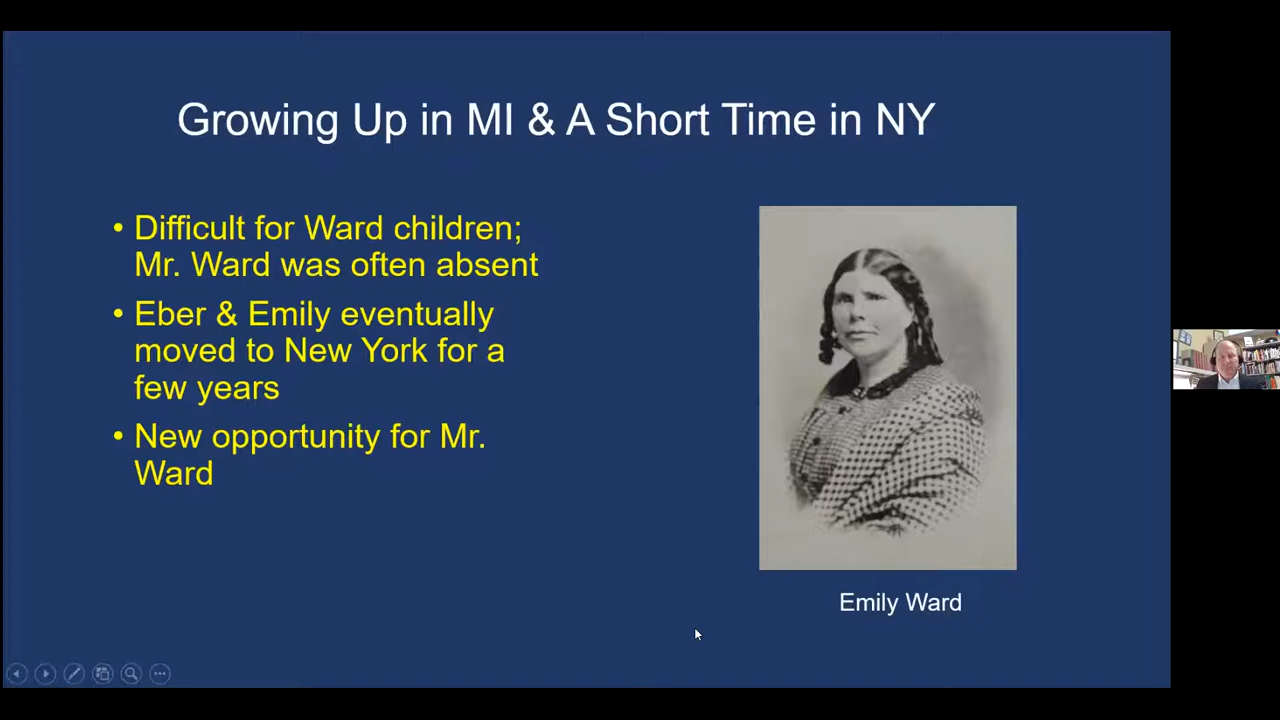 Growing Up in MI & A Short Time in NY
• Difficult for Ward children;
Mr. Ward was often absent
• Eber & Emily eventually
moved to New York for a
few years
• New opportunity for Mr.
Ward
Emily Ward